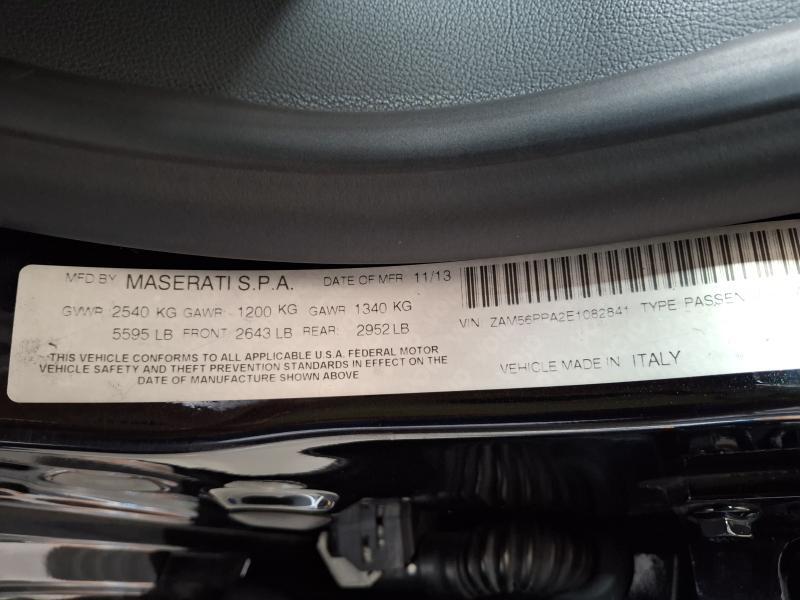 MFD BY MASERATI S.P.A. DATE OF MFR 11/13
GVWR 2540 KG GAWR 1200 KG GAWR 1340 KG
5595 LB FRONT 2643 LB REAR 2952 LB
THIS VEHICLE CONFORMS TO ALL APPLICABLE U.S.A. FEDERAL MOTOR
VEHICLE SAFETY AND THEFT PREVENTION STANDARDS IN EFFECT ON THE
DATE OF MANUFACTURE SHOWN ABOVE
VIN ZAM56PPA2E1082841 TYPE PASSEN
VEHICLE MADE IN ITALY